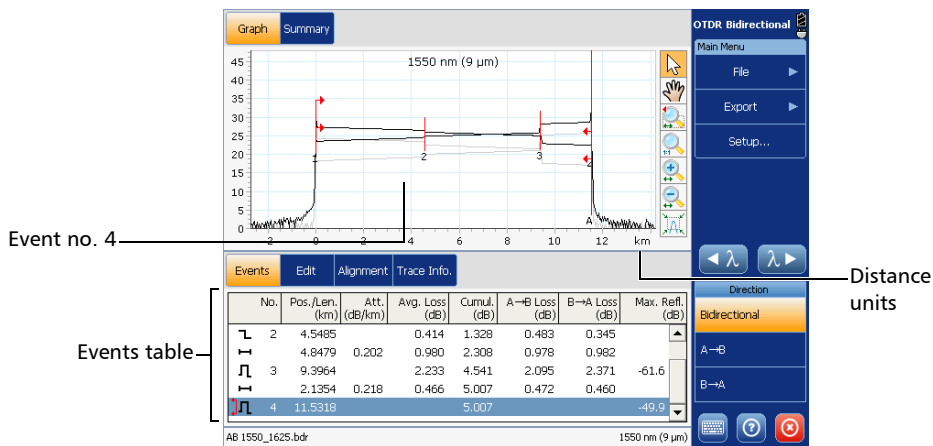 Graph Summary
OTDR Bidirectional
Main Menu
File
Export
Setup...
1550 nm (9 µm)
45
40
35
30
25
20
15
10
5
0
2 3
A
-2 0 2 4 6 8 10 12 km
1:1
Event no. 4
Distance units
Events Edit Alignment Trace Info.
λ λ
Direction
Bidirectional
A→B
B→A
No. Pos./Len. (km) Att. (dB/km) Avg. Loss (dB) Cumul. (dB) A→B Loss (dB) B→A Loss (dB) Max. Refl. (dB)
2 4.5485 0.414 1.328 0.483 0.345
4.8479 0.202 0.980 2.308 0.978 0.982
3 9.3964 2.233 4.541 2.095 2.371 -61.6
2.1354 0.218 0.466 5.007 0.472 0.460
4 11.5318 5.007 -49.9
Events table
AB 1550_1625.bdr 1550 nm (9 µm)